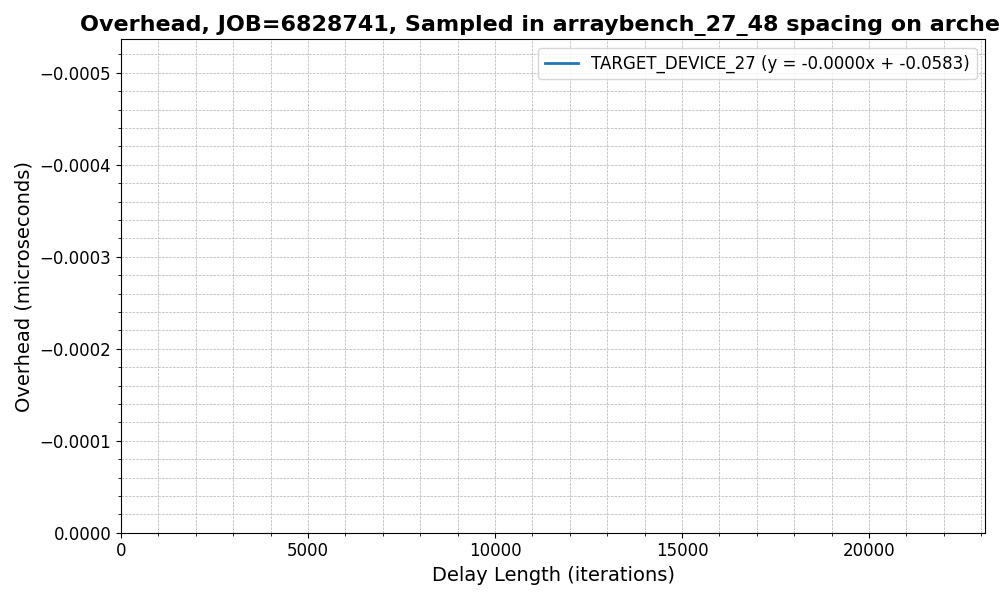 Overhead, JOB=6828741, Sampled in arraybench_27_48 spacing on arche
TARGET_DEVICE_27 (y = -0.0000x + -0.0583)
Overhead (microseconds)
−0.0005
−0.0004
−0.0003
−0.0002
−0.0001
0.0000
0 5000 10000 15000 20000
Delay Length (iterations)